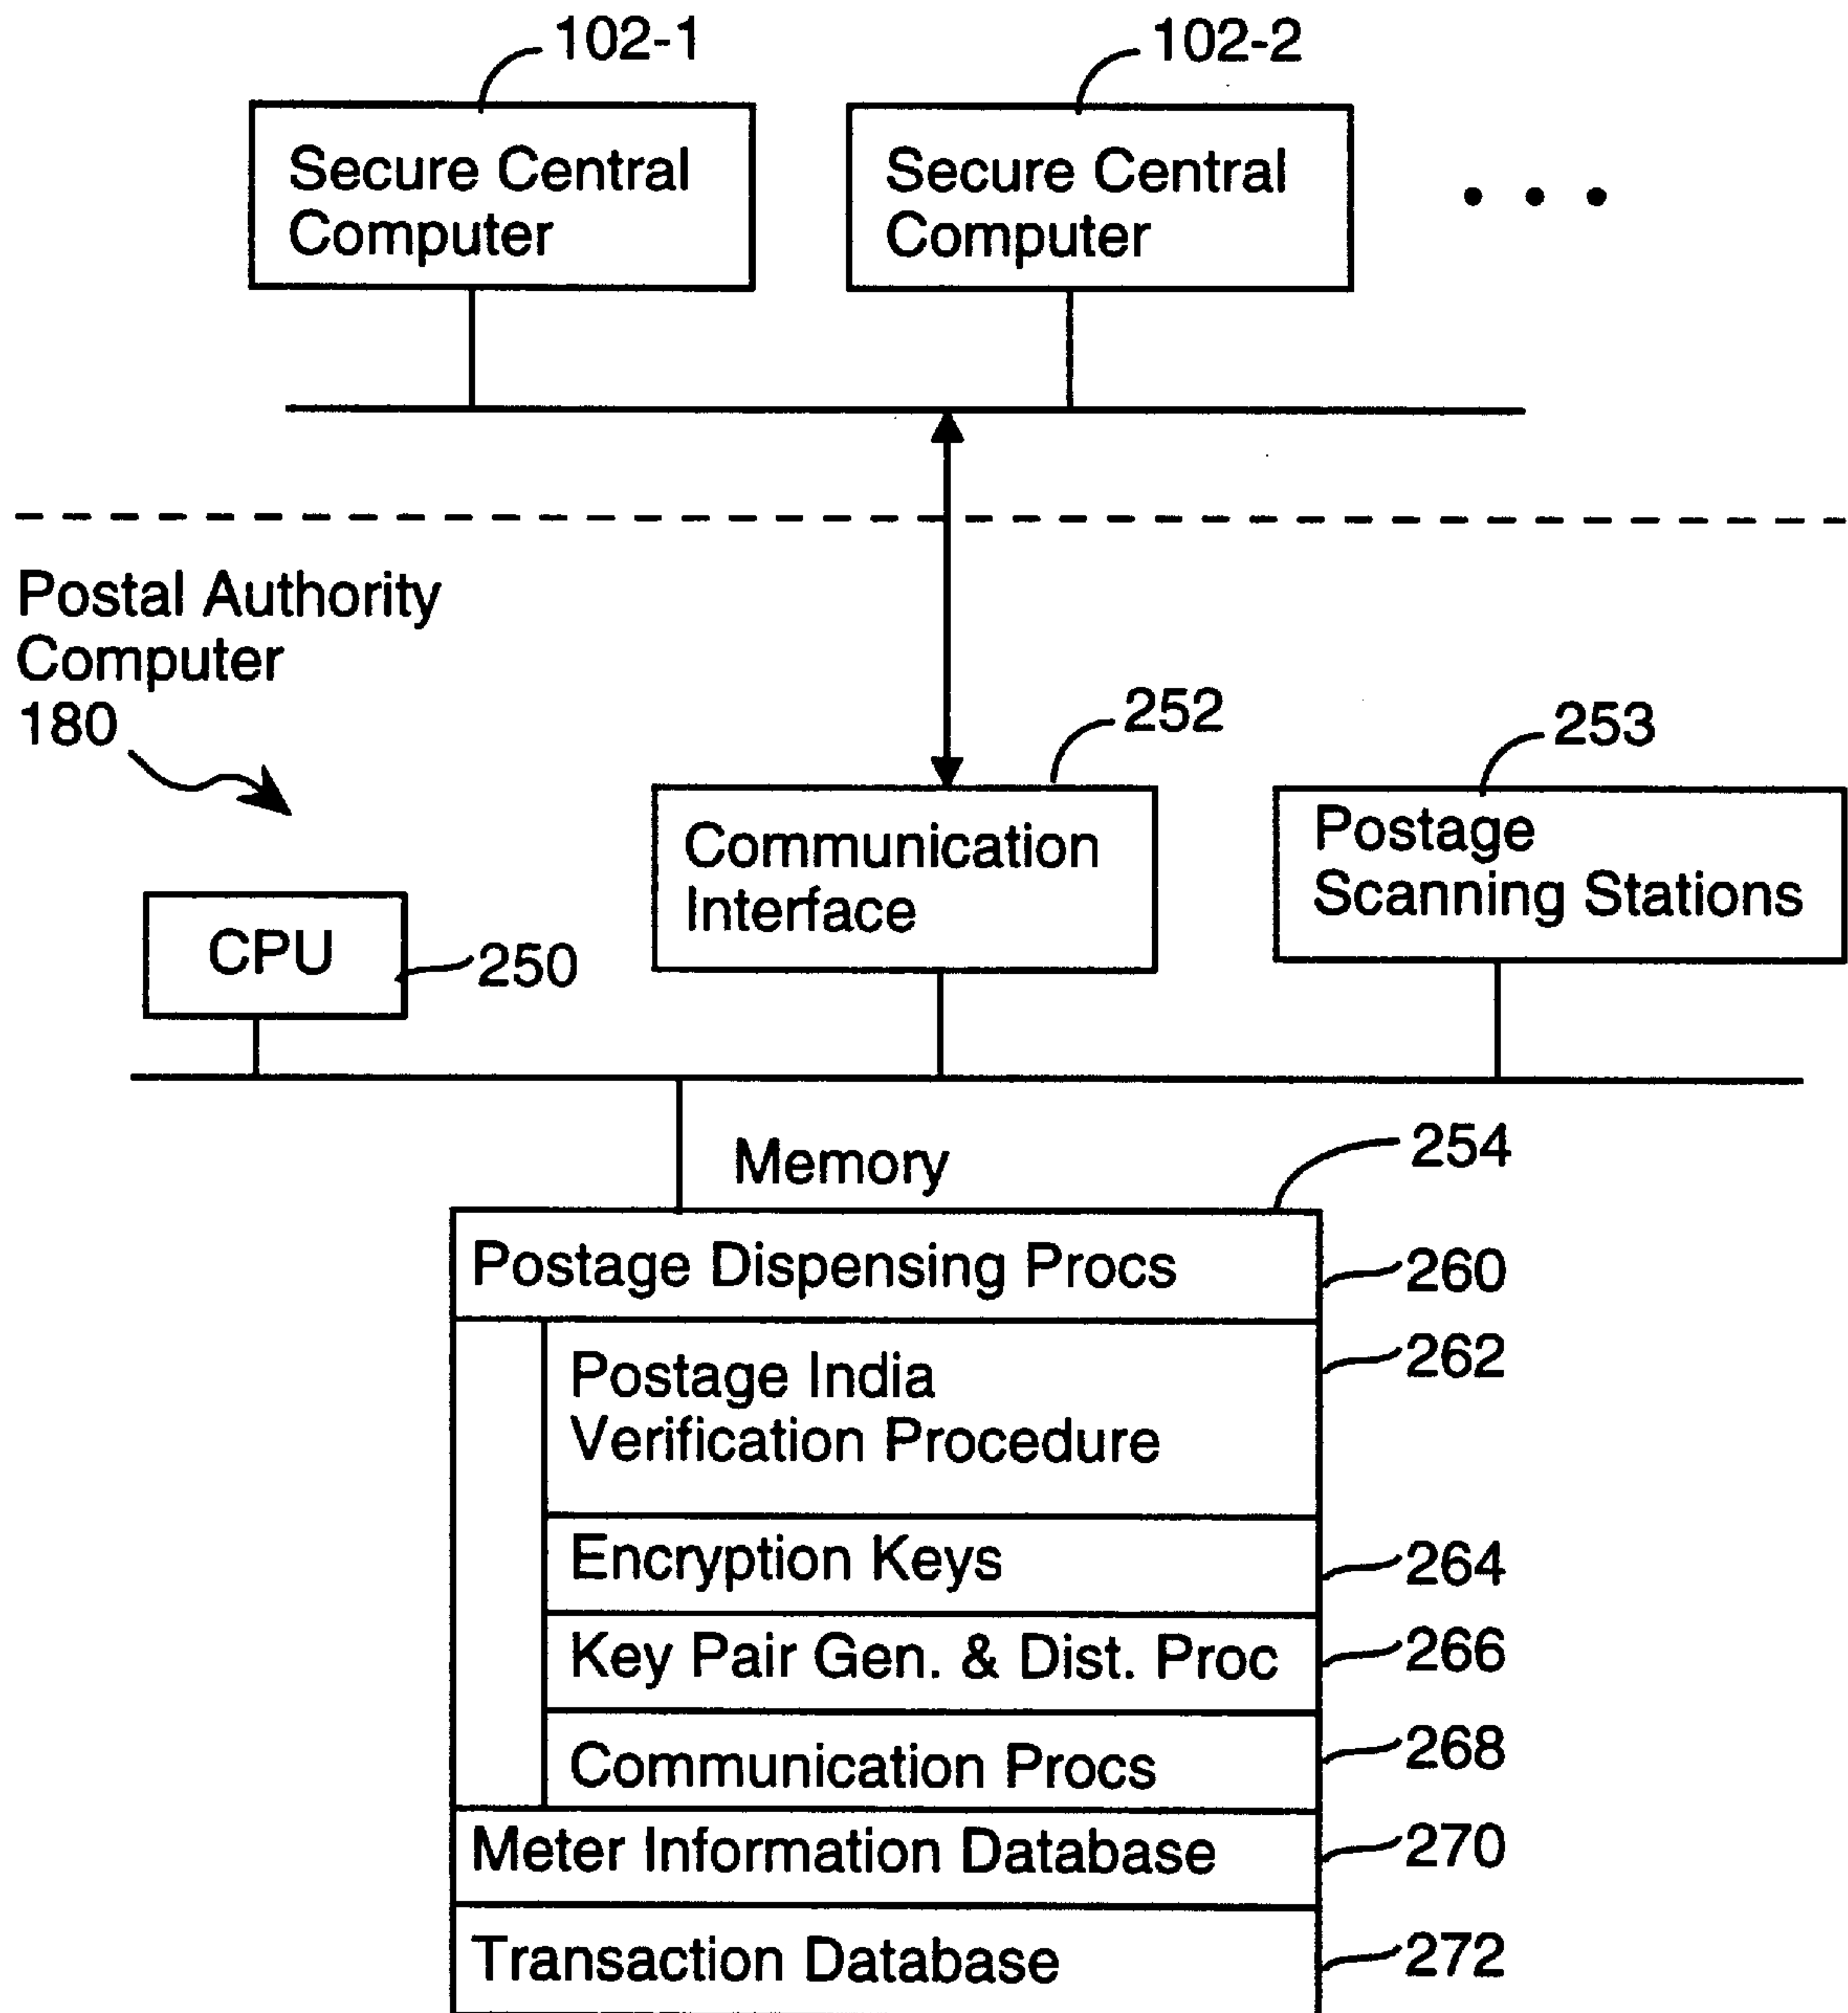 102-1
102-2
Secure Central
Computer
Secure Central
Computer
• • •
Postal Authority
Computer
180
252
253
Communication
Interface
Postage
Scanning Stations
CPU
250
Memory
254
Postage Dispensing Procs
260
Postage India
Verification Procedure
262
Encryption Keys
264
Key Pair Gen. & Dist. Proc
266
Communication Procs
268
Meter Information Database
270
Transaction Database
272